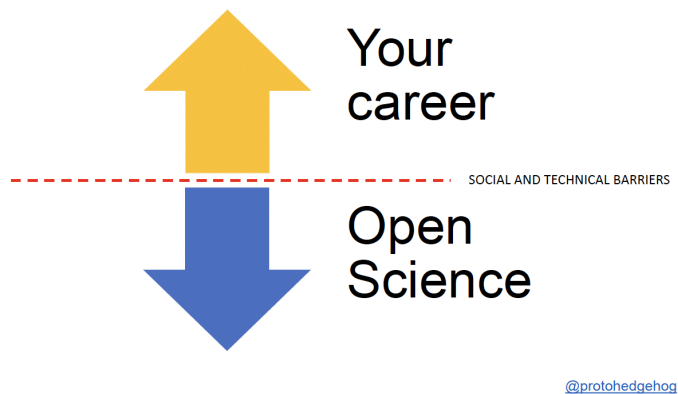 Your
career
SOCIAL AND TECHNICAL BARRIERS
Open
Science
@protohedgehog